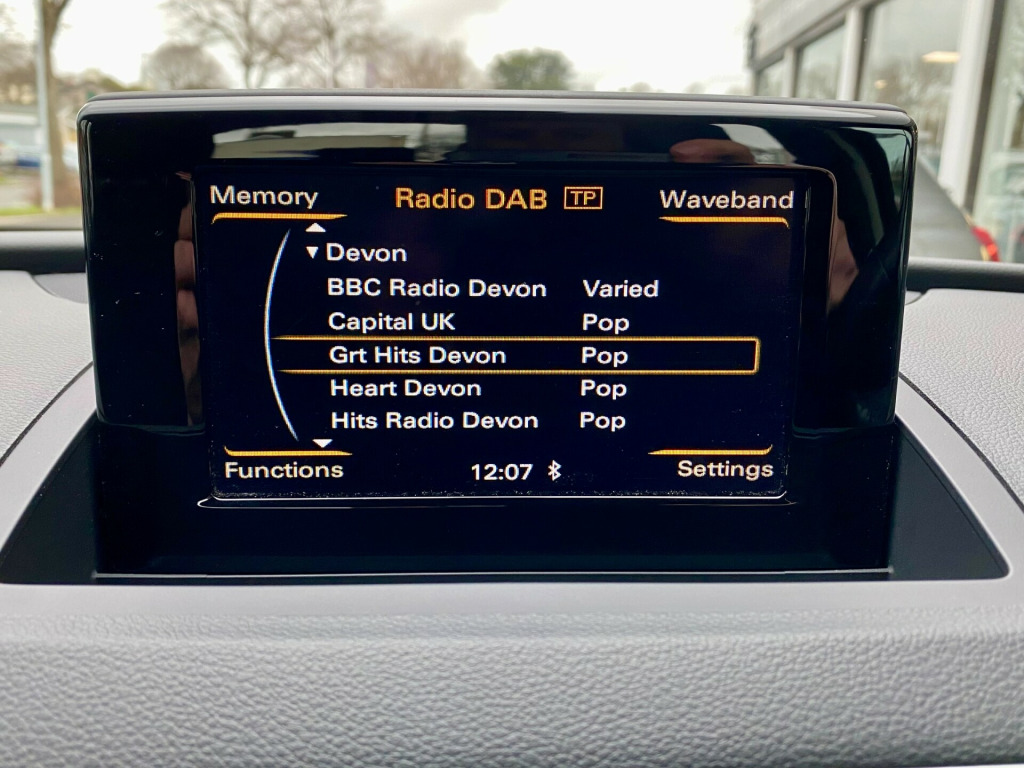 Memory Radio DAB TP Waveband
Devon
BBC Radio Devon Varied
Capital UK Pop
Grt Hits Devon Pop
Heart Devon Pop
Hits Radio Devon Pop
Functions 12:07 Settings